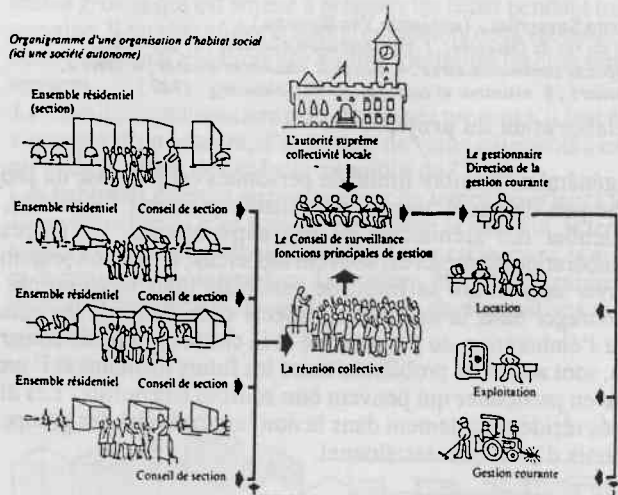 Organigramme d'une organisation d'habitat social
(ici une société autonome)
Ensemble résidentiel
(section)
L'autorité suprême
collectivité locale
Le gestionnaire
Direction de la
gestion courante
Ensemble résidentiel Conseil de section
Le Conseil de surveillance
fonctions principales de gestion
Ensemble résidentiel Conseil de section
Location
Conseil de section
La réunion collective
Ensemble résidentiel
Exploitation
Conseil de section
Gestion courante